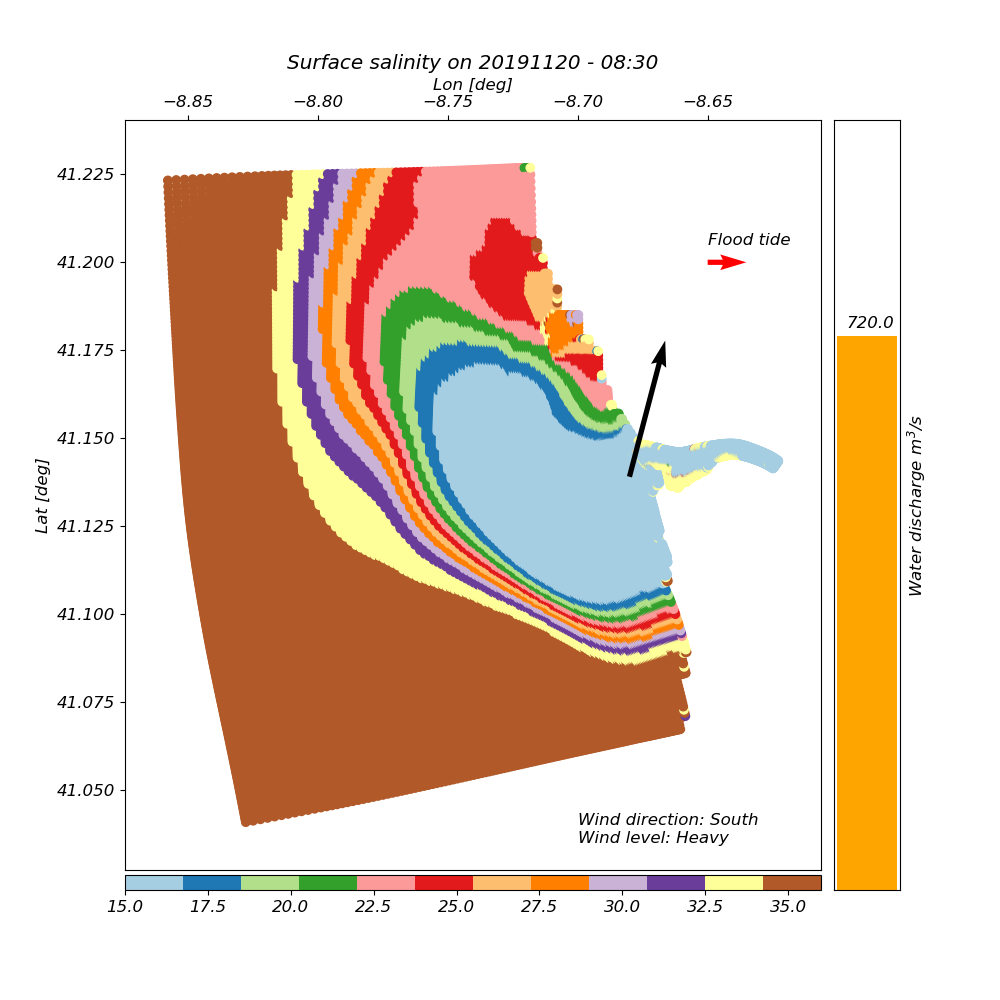 Surface salinity on 20191120 - 08:30
Lon [deg]
−8.85 −8.80 −8.75 −8.70 −8.65
41.225
41.200
41.175
41.150
41.125
41.100
41.075
41.050
Lat [deg]
Flood tide
720.0
Water discharge m³/s
Wind direction: South
Wind level: Heavy
15.0 17.5 20.0 22.5 25.0 27.5 30.0 32.5 35.0